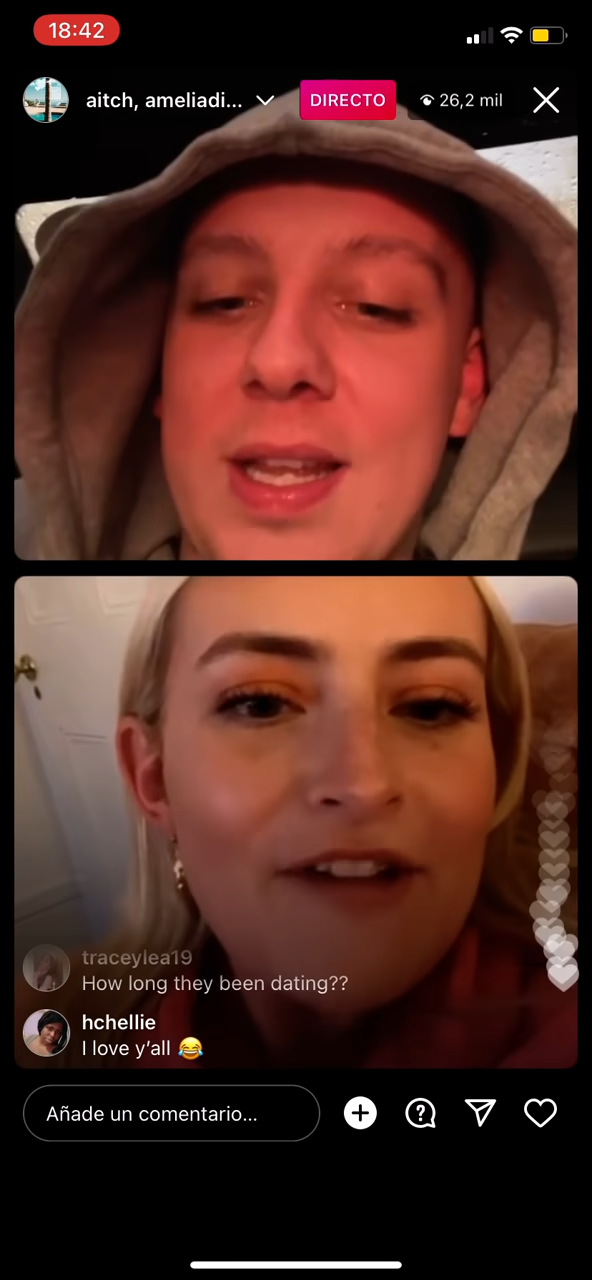 18:42
aitch, ameliadi...
DIRECTO
26,2 mil
traceylea19
How long they been dating??
hchellie
I love y'all 😂
Añade un comentario...